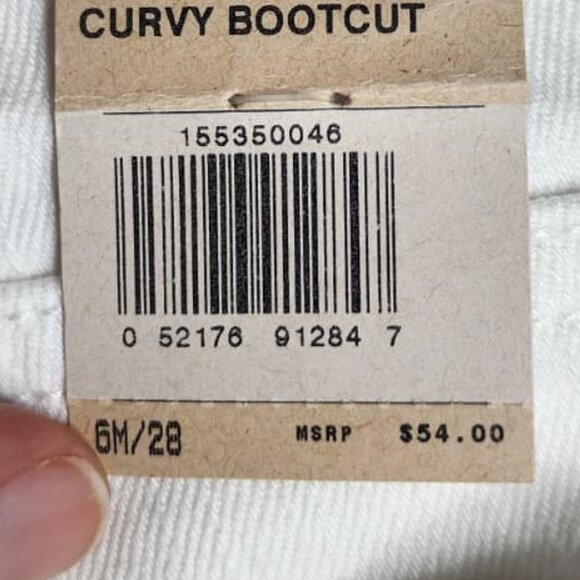 CURVY BOOTCUT
155350046
0 52176 91284 7
6M/28 MSRP $54.00